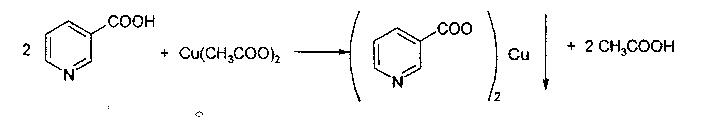 2 COOH N + Cu(CH3COO)2 ( COO N )2 Cu + 2 CH3COOH